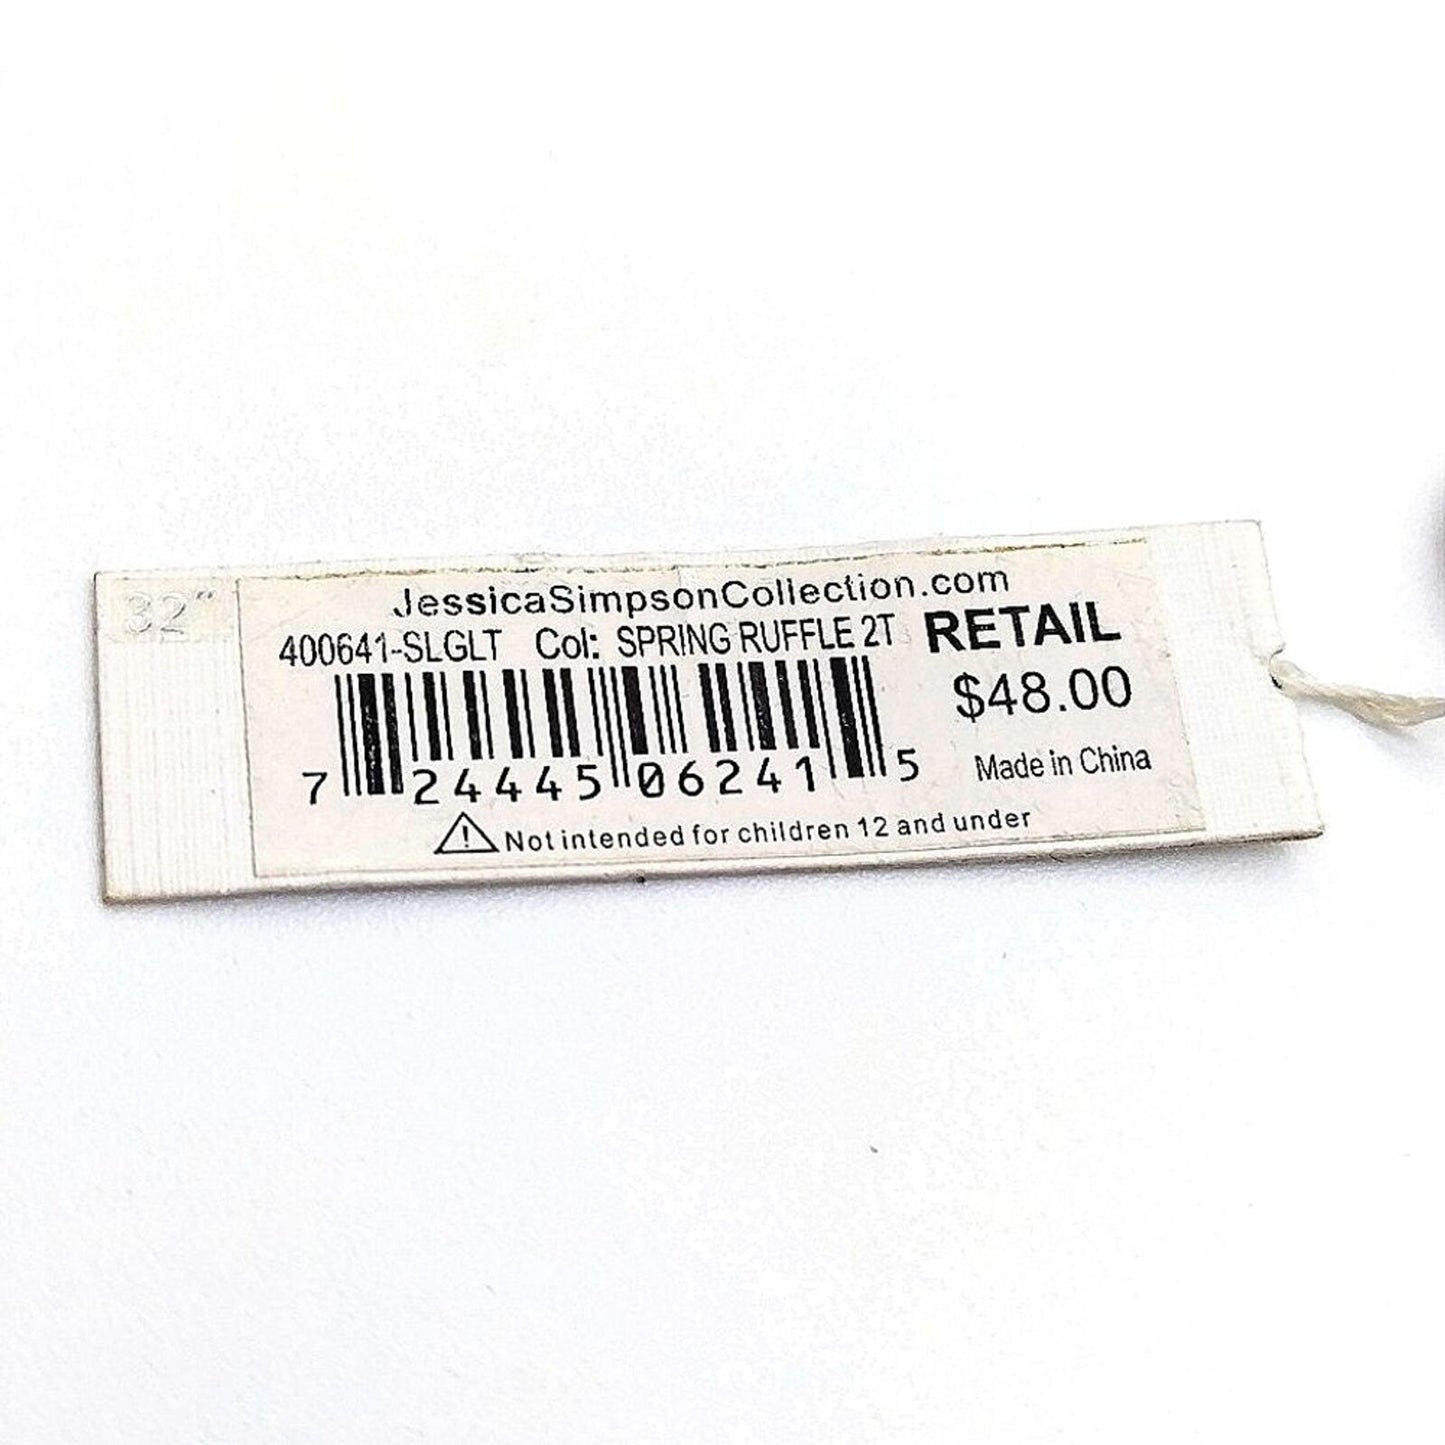 32"
JessicaSimpsonCollection.com
400641-SLGLT Col: SPRING RUFFLE 2T RETAIL
$48.00
7 24445 06241 5
Made in China
Not intended for children 12 and under